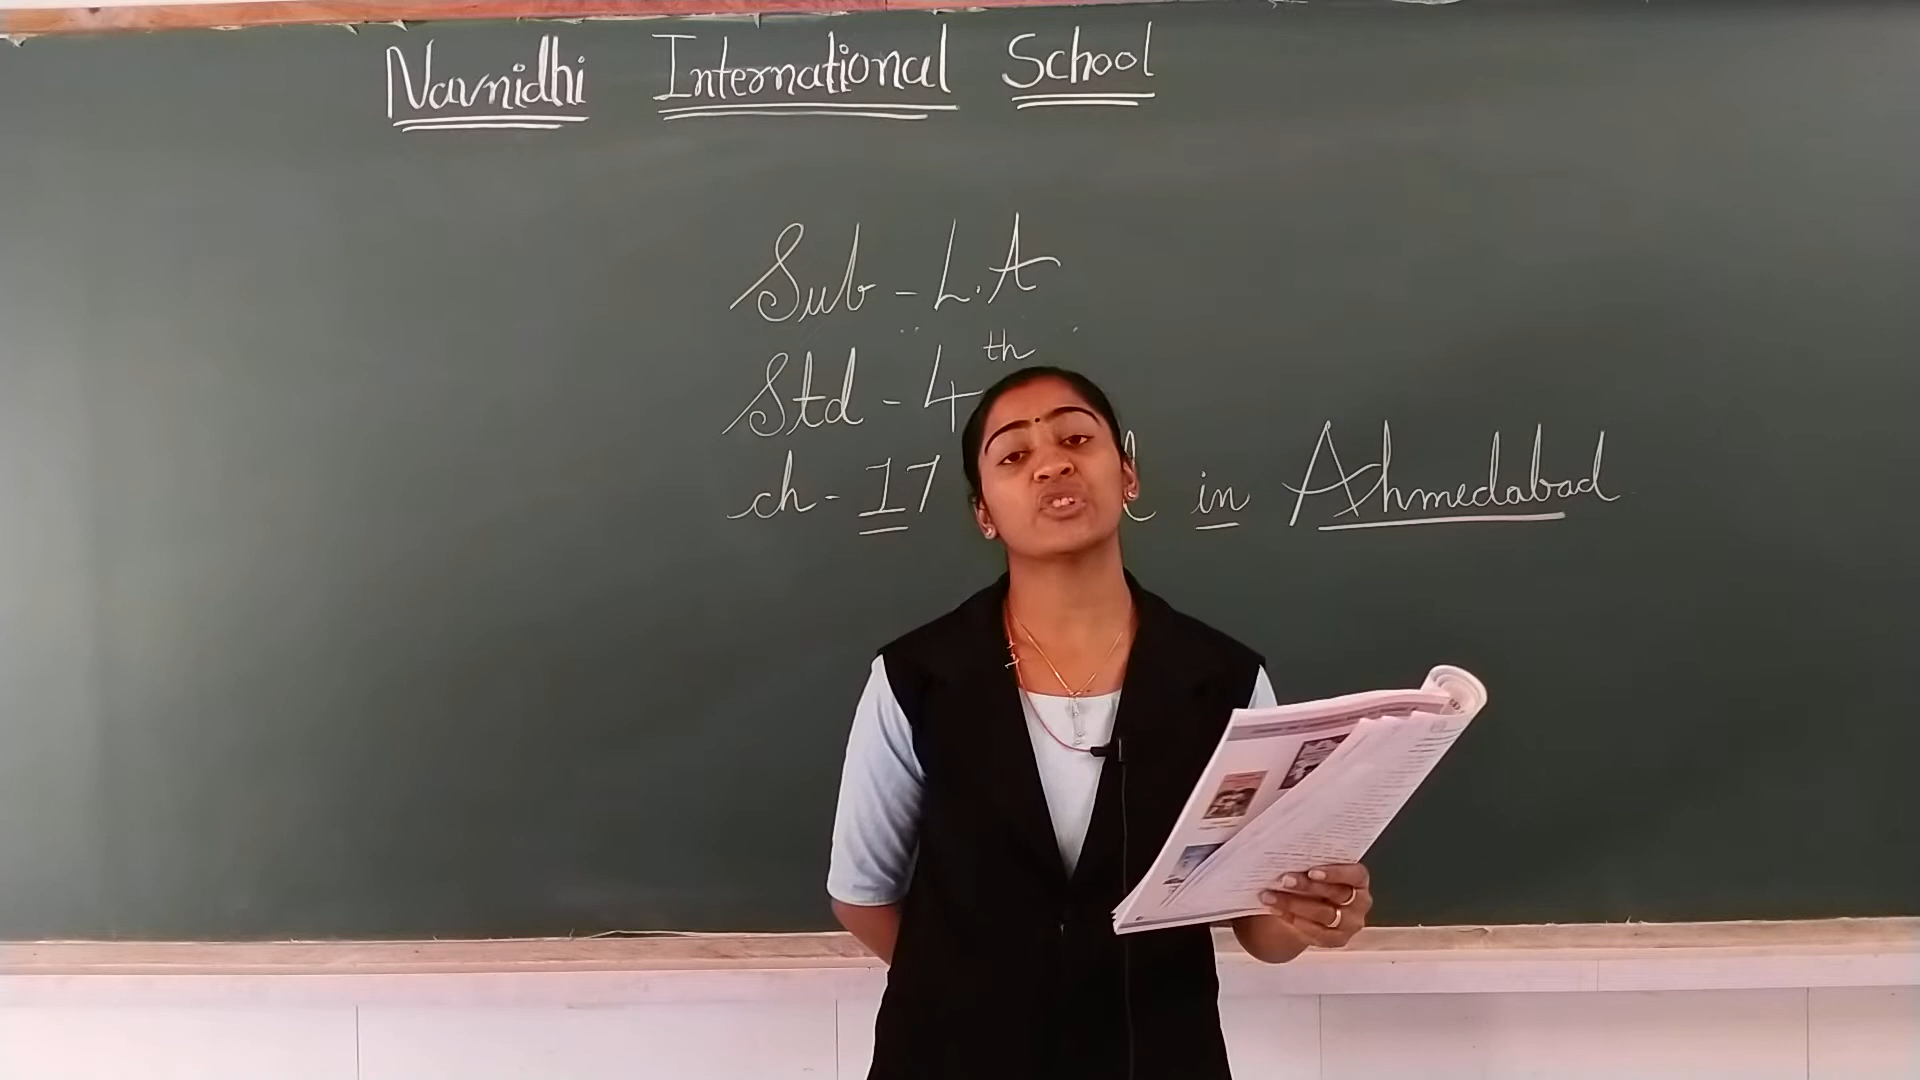 Navnidhi International School
Sub - L.A
Std - 4th
ch - 17 in Ahmedabad